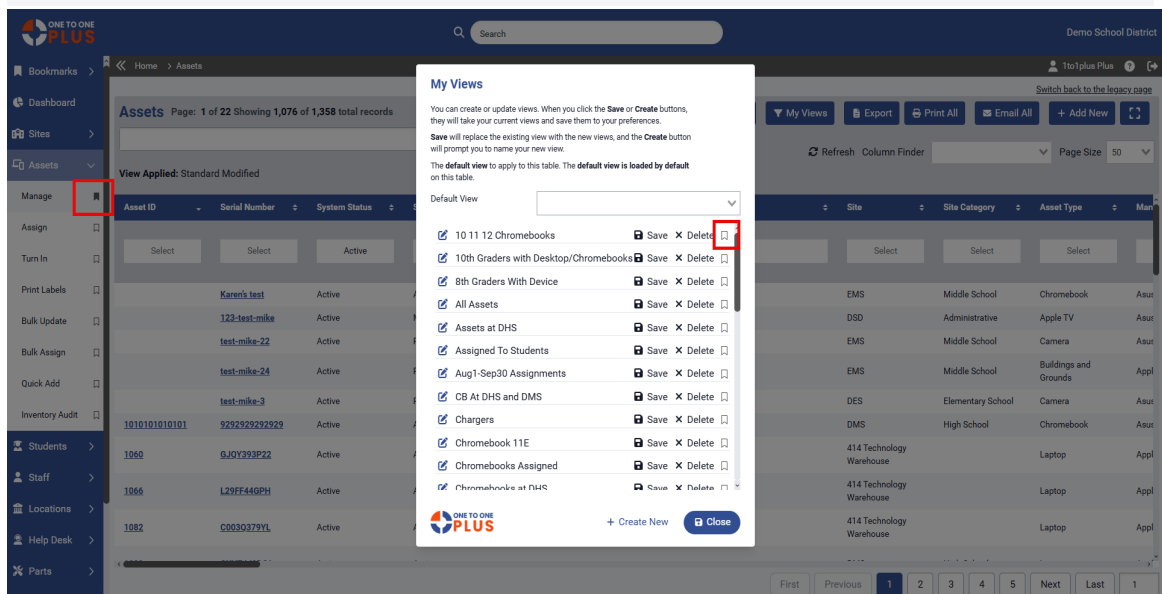 ONE TO ONE
PLUS
Search
Demo School District
Bookmarks
Home > Assets
1to1plus Plus
Switch back to the legacy page
Dashboard
Sites
Assets
Manage
Assign
Turn In
Print Labels
Bulk Update
Bulk Assign
Quick Add
Inventory Audit
Students
Staff
Locations
Help Desk
Parts
Assets Page: 1 of 22 Showing 1,076 of 1,358 total records
My Views
Export
Print All
Email All
+ Add New
Refresh Column Finder
Page Size 50
View Applied: Standard Modified
Asset ID Serial Number System Status
Site Site Category Asset Type
Select Select Active
Select Select Select
Karen's test Active EMS Middle School Chromebook Asus
123-test-mike Active DSD Administrative Apple TV Asus
test-mike-22 Active EMS Middle School Camera Asus
test-mike-24 Active EMS Middle School Buildings and Grounds Appl
test-mike-3 Active DES Elementary School Camera Asus
1010101010101 9292929292929 Active DMS High School Chromebook Asus
1060 GJQY393P22 Active 414 Technology Warehouse Laptop Appl
1066 L29FF44GPH Active 414 Technology Warehouse Laptop Appl
1082 C003Q379YL Active 414 Technology Warehouse Laptop Appl
My Views
You can create or update views. When you click the Save or Create buttons,
they will take your current views and save them to your preferences.
Save will replace the existing view with the new views, and the Create button
will prompt you to name your new view.
The default view to apply to this table. The default view is loaded by default
on this table.
Default View
10 11 12 Chromebooks Save X Delete
10th Graders with Desktop/Chromebooks Save X Delete
8th Graders With Device Save X Delete
All Assets Save X Delete
Assets at DHS Save X Delete
Assigned To Students Save X Delete
Aug1-Sep30 Assignments Save X Delete
CB At DHS and DMS Save X Delete
Chargers Save X Delete
Chromebook 11E Save X Delete
Chromebooks Assigned Save X Delete
Chromebooks at DHS Save X Delete
ONE TO ONE
PLUS
+ Create New
Close
First Previous 1 2 3 4 5 Next Last 1